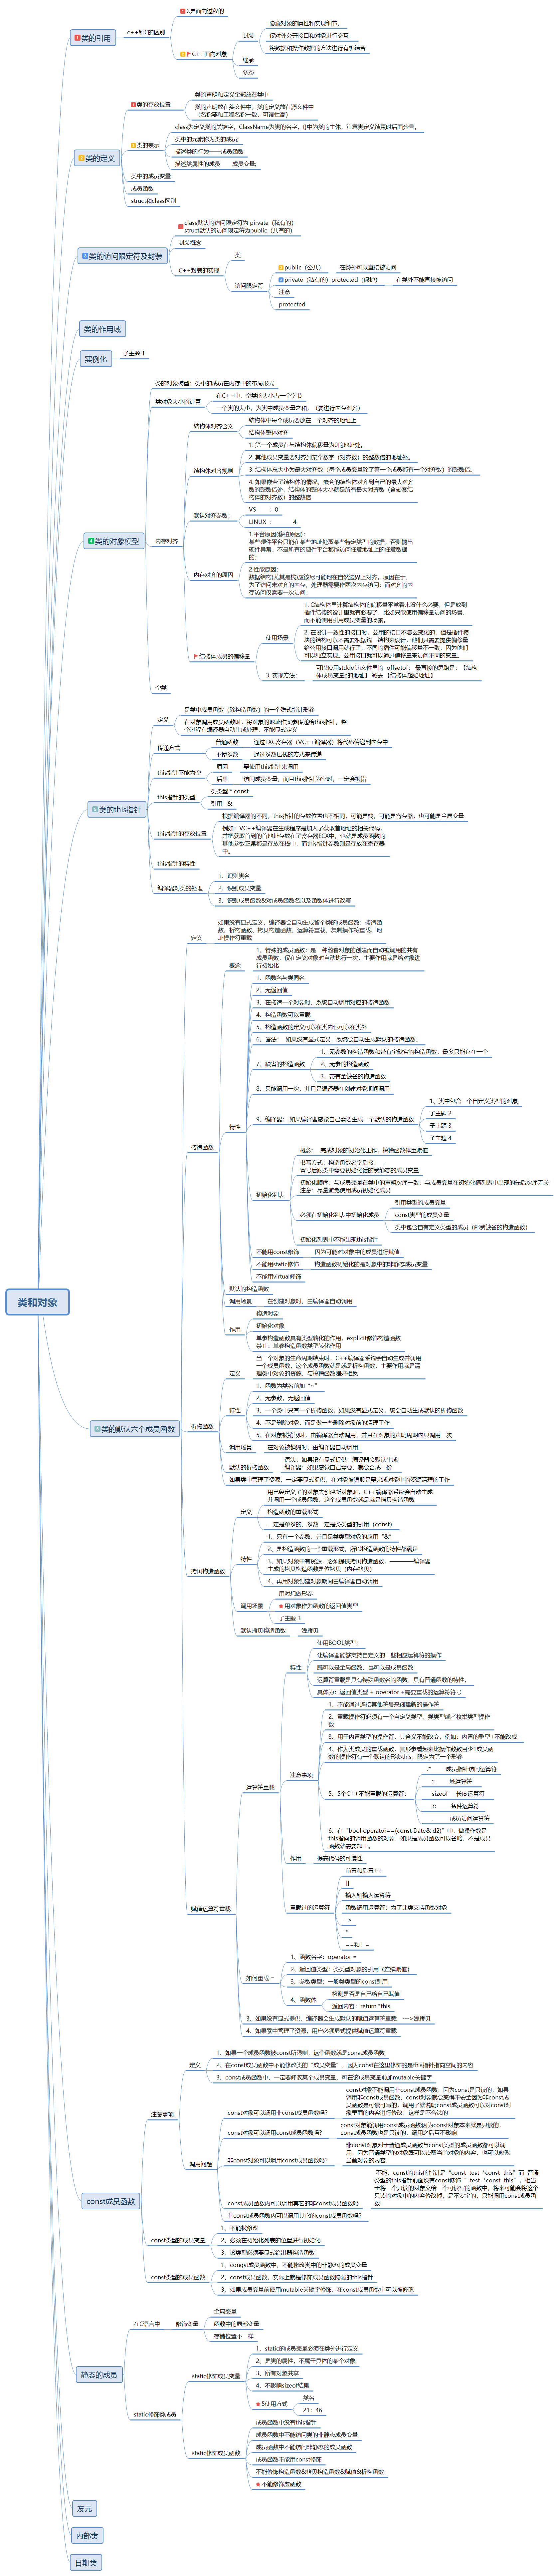 类和对象
类的引用
c++和C的区别
C是面向过程的
C++面向对象
封装
隐藏对象的属性和实现细节,
仅对外公开接口和对象进行交互,
将数据和操作数据的方法进行有机结合
继承
多态
类的定义
类的存放位置
类的声明和定义全部放在类中
类的声明放在头文件中,类的定义放在源文件中
(名称要和工程名称一致,可读性高)
类的表示
class为定义类的关键字,ClassName为类的名字,{}中为类的主体,注意类定义结束时后面分号。
类中的元素称为类的成员;
描述类的行为——成员函数
描述类属性的成员——成员变量;
类中的成员变量
成员函数
struct和class区别
类的访问限定符及封装
class默认的访问限定符为 pirvate(私有的)
struct默认的访问限定符为public(共有的)
封装概念
C++封装的实现
类
访问限定符
public(公共)
在类外可以直接被访问
private(私有的)protected(保护)
在类外不能直接被访问
注意
protected
类的作用域
实例化
子主题 1
类的对象模型
类的对象模型:类中的成员在内存中的布局形式
类对象大小的计算
在C++中,空类的大小占一个字节
一个类的大小,为类中成员变量之和,(要进行内存对齐)
内存对齐
结构体对齐含义
结构体中每个成员要放在一个对齐的地址上
结构体整体对齐
结构体对齐规则
1. 第一个成员在与结构体偏移量为0的地址处。
2. 其他成员变量要对齐到某个数字(对齐数)的整数倍的地址处。
3. 结构体总大小为最大对齐数(每个成员变量除了第一个成员都有一个对齐数)的整数倍。
4. 如果嵌套了结构体的情况,嵌套的结构体对齐到自己的最大对齐
数的整数倍处,结构体的整体大小就是所有最大对齐数(含嵌套结
构体的对齐数)的整数倍
默认对齐参数:
VS : 8
LINUX : 4
内存对齐的原因
1.平台原因(移植原因):
某些硬件平台只能在某些地址处取某些特定类型的数据,否则抛出
硬件异常。不是所有的硬件平台都能访问任意地址上的任意数据
的;
2.性能原因:
数据结构(尤其是栈)应该尽可能地在自然边界上对齐。原因在于,
为了访问未对齐的内存,处理器需要作两次内存访问;而对齐的内
存访问仅需要一次访问。
结构体成员的偏移量
使用场景
1. C结构体里计算结构体的偏移量平常看来没什么必要,但是放到
插件结构的设计里就有必要了,比如只能使用偏移量访问的场景,
而不能使用引用成员变量的场景。
2. 在设计一致性的接口时,公用的接口不怎么变化的,但是插件模
块的结构可以不需要根据统一结构来设计,他们只需要提供偏移量
给公用接口调用就行了,不同的插件可能偏移量不一致,因为他们
可以独立实现。公用接口就可以通过偏移量来访问不同的变量。
3. 实现方法:
可以使用stddef.h文件里的 offsetof: 最直接的思路是:【结构
体成员变量c的地址】 减去 【结构体起始地址】
空类
类的this指针
定义
是类中成员函数(除构造函数)的一个隐式指针形参
在对象调用成员函数时,将对象的地址作实参传递给this指针,整
个过程有编译器自动生成处理,不能显式定义
传递方式
普通函数
通过EXC寄存器(VC++编译器)将代码传递到内存中
不停参数
通过参数压栈的方式来传递
this指针不能为空
原因
要使用this指针来调用
后果
访问成员变量,而且this指针为空时,一定会报错
this指针的类型
类类型 * const
引用 &
this指针的存放位置
根据编译器的不同,this指针的存放位置也不相同,可能是栈,可能是寄存器,也可能是全局变量
例如:VC++编译器在生成程序是加入了获取首地址的相关代码,
并把获取首到的首地址存放在了寄存器ECX中,也就是成员函数的
其他参数正常都是存放在栈中,而this指针参数则是存放在寄存器
中。
this指针的特性
编译器对类的处理
1、识别类名
2、识别成员变量
3、识别成员函数&对成员函数名以及函数体进行改写
类的默认六个成员函数
定义
如果没有显式定义,编译器会自动生成留个类的成员函数:构造函
数、析构函数、拷贝构造函数、运算符重载、复制操作符重载、地
址操作符重载
构造函数
概念
1、特殊的成员函数:是一种随着对象的创建而自动被调用的共有
成员函数,仅在定义对象时自动执行一次,主要作用就是给对象进
行初始化
特性
1、函数名与类同名
2、无返回值
3、在构造一个对象时,系统自动调用对应的构造函数
4、构造函数可以重载
5、构造函数的定义可以在类内也可以在类外
6、语法: 如果没有显式定义,系统会自动生成默认的构造函数。
7、缺省的构造函数
1、无参数的构造函数和带有全缺省的构造函数,最多只能存在一个
2、无参的构造函数
3、带有全缺省的构造函数
8、只能调用一次,并且是编译器在创建对象期间调用
9、编译器: 如果编译器感觉自己需要生成一个默认的构造函数
1、类中包含一个自定义类型的对象
子主题 2
子主题 3
子主题 4
初始化列表
概念: 完成对象的初始化工作,搞槽函数体里赋值
书写方式:构造函数名字后接: ,
冒号后跟类中需要初始化话的费静态的成员变量
初始化顺序:与成员变量在类中的声明次序一致,与成员变量在初始化俩列表中出现的先后次序无关
注意:尽量避免使用成员初始化成员
必须在初始化列表中初始化成员
引用类型的成员变量
const类型的成员变量
类中包含自有定义类型的成员(都费缺省的构造函数)
初始化列表中不能出现this指针
不能用const修饰
因为可能对对象中的成员进行赋值
不能用static修饰
构造函数初始化的是对象中的非静态成员变量
不能用virtual修饰
默认的构造函数
调用场景
在创建对象时,由编译器自动调用
作用
构造对象
初始化对象
单参构造函数具有类型转化的作用,explicit修饰构造函数
禁止:单参构造函数类型转化作用
析构函数
定义
当一个对象的生命周期结束时,C++编译器系统会自动生成并调用
一个成员函数,这个成员函数就是就是析构函数,主要作用就是清
理类中对象的资源,与搞槽函数刚好相反
特性
1、函数为类名前加“~”
2、无参数,无返回值
3、一个类中只有一个析构函数,如果没有显式定义,统会自动生成默认的析构函数
4、不是删除对象,而是做一些删除对象前的清理工作
5、在对象被销毁时,由编译器自动调用,并且在对象的声明周期内只调用一次
调用场景
在对象被销毁时,由编译器自动调用
默认的析构函数
语法:如果没有显式提供,编译器会默认生成
编译器:如果感觉自己需要,就会合成一份
如果类中管理了资源,一定要显式提供,在对象被销毁是要完成对象中的资源清理的工作
拷贝构造函数
定义
用已经定义了的对象去创建新对象时,C++编译器系统会自动生成
并调用一个成员函数,这个成员函数就是就是拷贝构造函数
构造函数的重载形式
一定是单参的,参数一定是类类型的引用(const)
特性
1、只有一个参数,并且是类类型对象的应用“&”
2、是构造函数的一个重载形式,所以构造函数的特性都满足
3、如果对象中有资源,必须提供拷贝构造函数,————编译器
生成的拷贝构造函数是位拷贝(内存拷贝)
4、再用对象创建对象期间由编译器自动调用
调用场景
用对想做形参
用对象作为函数的返回值类型
子主题 3
默认拷贝构造函数
浅拷贝
赋值运算符重载
运算符重载
特性
使用BOOL类型;
让编译器能够支持自定义的一些相应运算符的操作
既可以是全局函数,也可以是成员函数
运算符重载是具有特殊函数名的函数,具有普通函数的特性,
具体为:返回值类型 + operator +需要重载的运算符符号
注意事项
1、不能通过连接其他符号来创建新的操作符
2、重载操作符必须有一个自定义类型、类类型或者枚举类型操作
数
3、用于内置类型的操作符,其含义不能改变,例如:内置的整型+不能改成-
4、作为类成员的重载函数,其形参看起来比操作数数目少1成员函
数的操作符有一个默认的形参this,限定为第一个形参
5、5个C++不能重载的运算符:
.* 成员指针访问运算符
:: 域运算符
sizeof 长度运算符
?: 条件运算符
. 成员访问运算符
6、在“bool operator==(const Date& d2)”中,做操作数是
this指向的调用函数的对象,如果是成员函数可以省略,不是成员
函数就需要加上。
作用
提高代码的可读性
重载过的运算符
前置和后置++
[]
输入和输入运算符
函数调用运算符:为了让类支持函数对象
->
*
==和!=
如何重载 =
1、函数名字:operator =
2、返回值类型:类类型对象的引用(连续赋值)
3、参数类型:一般类类型的const引用
4、函数体
检测是否是自己给自己赋值
返回内容:return *this
3、如果没有显式提供,编译器会生成默认的赋值运算符重载,--->浅拷贝
4、如果累中管理了资源,用户必须显式提供赋值运算符重载
const成员函数
注意事项
定义
1、如果一个成员函数被const所限制,这个函数就是const成员函数
2、在const成员函数中不能修改类的“成员变量”,因为const在这里修饰的是this指针指向空间的内容
3、const成员函数中,一定要修改某个成员变量,可在该成员变量前加mutable关键字
调用问题
const对象可以调用非const成员函数吗?
const对象不能调用非const成员函数:因为const是只读的,如果
调用非const成员函数,const对象就会变得不安全因为非const成
员函数是可读可写的,调用了就说明const成员函数可以对const对
象里面的内容进行修改,这样是不合法的
const对象可以调用const成员函数吗?
const对象能调用const成员函数:因为const对象本来就是只读的,
const成员函数也是只读的,调用之后互不影响
非const对象可以调用const成员函数吗?
非const对象对于普通成员函数与const类型的成员函数都可以调
用,因为普通类型的对象既可以读取当前对象的内容,也可以修改
当前对象的内容,
const成员函数内可以调用其它的非const成员函数吗
不能,const的this的指针是“const test *const this”而 普通类
型的this指针前面没有const修饰“ test *const this”,相当
于将一个只读的对象交给一个可读写的函数中,将来可能会将这个
只读的对象中的内容修改掉,是不安全的,只能调用const成员函
数
非const成员函数内可以调用其它的const成员函数吗?
const类型的成员变量
1、不能被修改
2、必须在初始化列表的位置进行初始化
3、该类型必须要显式给出器构造函数
const类型的成员函数
1、congst成员函数中,不能修改类中的非静态的成员变量
2、const成员函数,实际上就是修饰成员函数隐藏的this指针
3、如果成员变量前使用mutable关键字修饰,在const成员函数中可以被修改
静态的成员
在C语言中
修饰变量
全局变量
函数中的局部变量
存储位置不一样
static修饰类成员
static修饰成员变量
1、static的成员变量必须在类外进行定义
2、是类的属性,不属于具体的某个对象
3、所有对象共享
4、不影响sizeof结果
5使用方式
类名
21:46
static修饰成员函数
成员函数中没有this指针
成员函数中不能访问类的非静态成员变量
成员函数中不能访问非静态的成员函数
成员函数不能用const修饰
不能修饰构造函数&拷贝构造函数&赋值&析构函数
不能修饰虚函数
友元
内部类
日期类